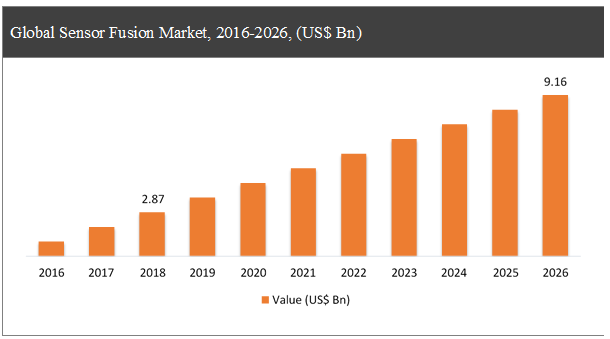 Global Sensor Fusion Market, 2016-2026, (US$ Bn)
9.16
2.87
2016 2017 2018 2019 2020 2021 2022 2023 2024 2025 2026
Value (US$ Bn)